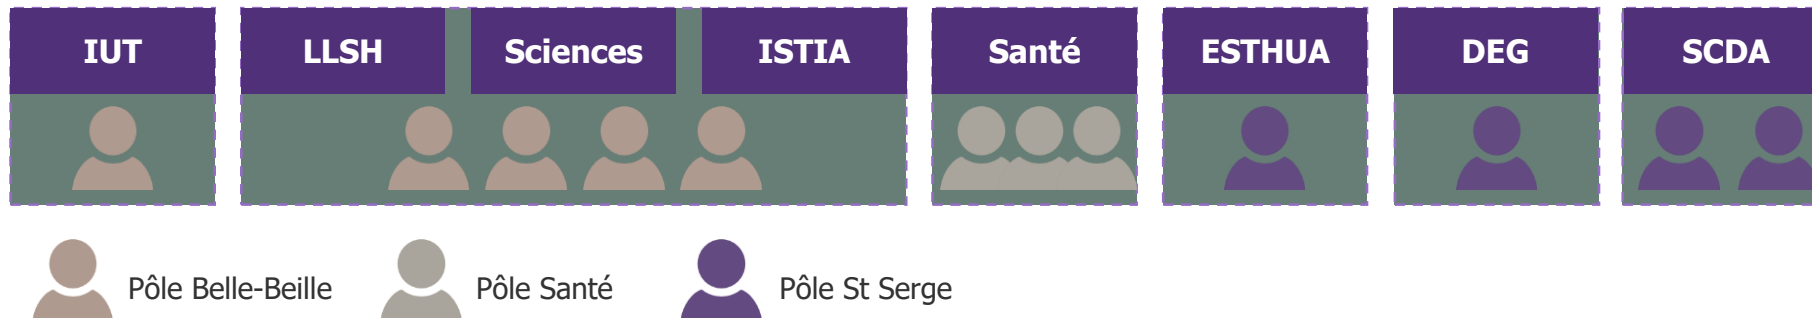 IUT LLSH Sciences ISTIA Santé ESTHUA DEG SCDA
Pôle Belle-Beille Pôle Santé Pôle St Serge